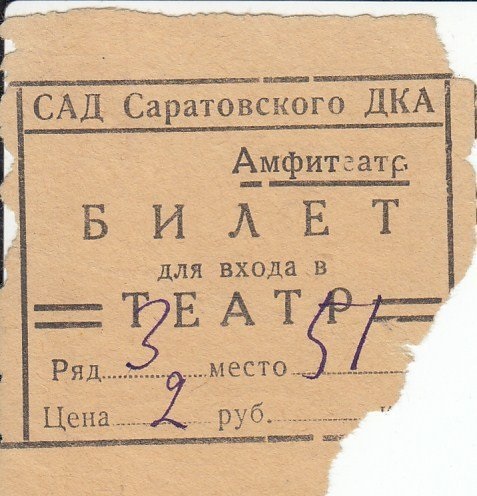 САД Саратовского ДКА
Амфитеатр
БИЛЕТ
для входа в
ТЕАТР
Ряд 3 место 51
Цена 2 руб.